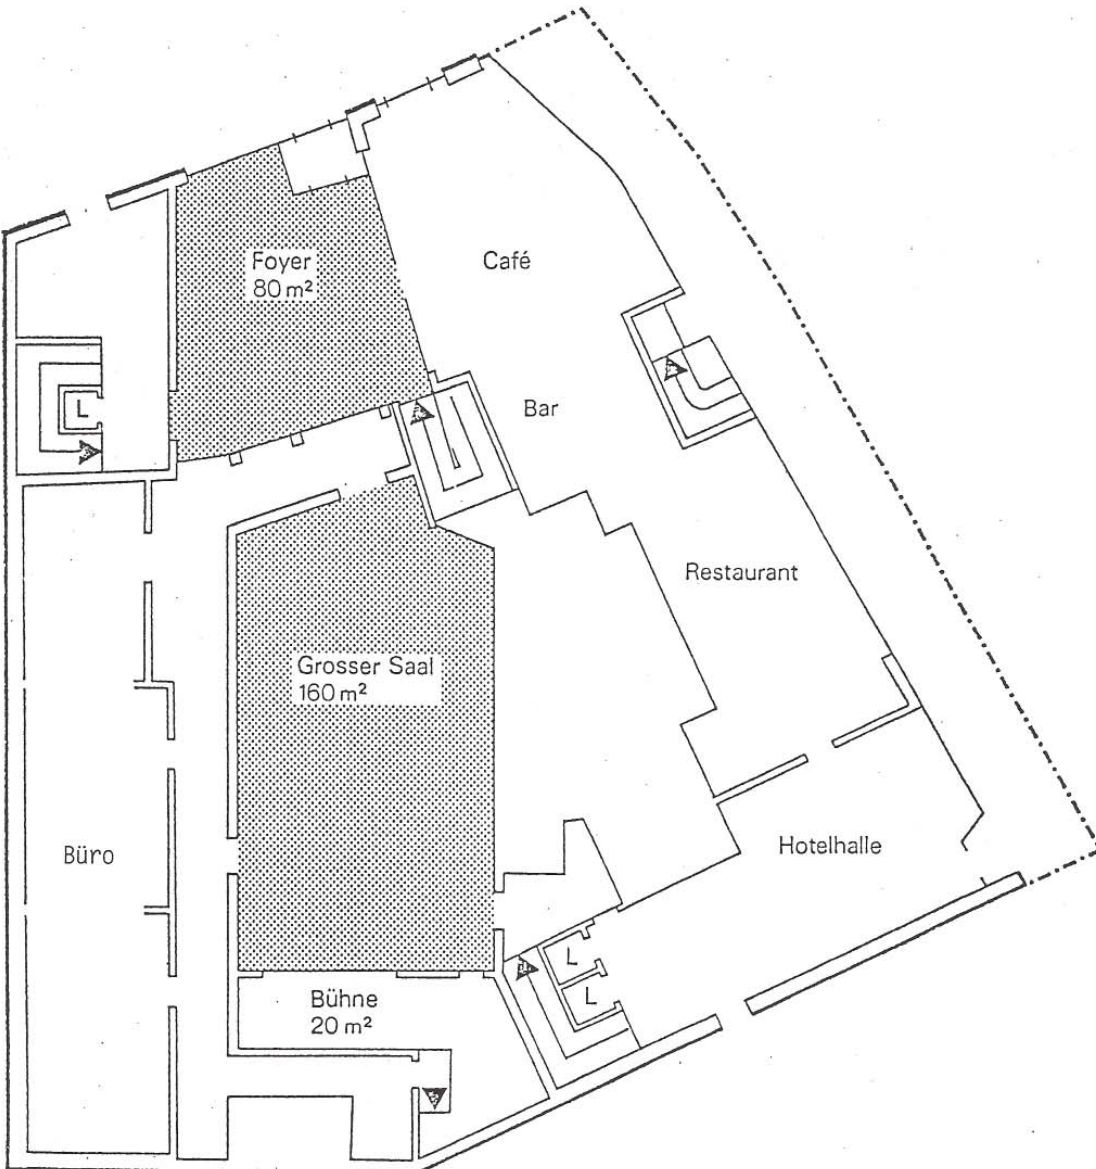 Foyer
80 m²
Café
L
Bar
Restaurant
Grosser Saal
160 m²
Büro
Hotelhalle
L
L
Bühne
20 m²